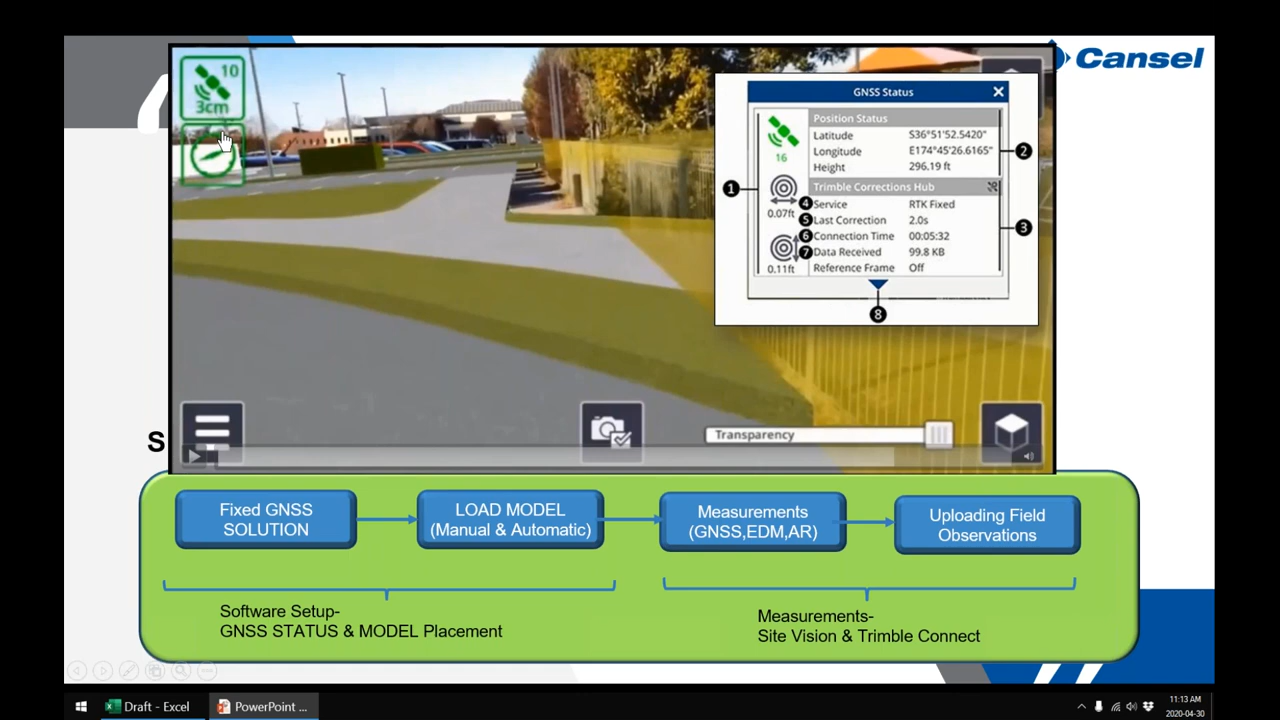 Cansel
10
3cm
GNSS Status
Position Status
Latitude S36°51'52.5420"
Longitude E174°45'26.6165"
Height 296.19 ft
Trimble Corrections Hub
Service RTK Fixed
Last Correction 2.0s
Connection Time 00:05:32
Data Received 99.8 KB
Reference Frame Off
16
0.07ft
0.11ft
1
2
3
4
5
6
7
8
Transparency
S
Fixed GNSS
SOLUTION
LOAD MODEL
(Manual & Automatic)
Measurements
(GNSS,EDM,AR)
Uploading Field
Observations
Software Setup-
GNSS STATUS & MODEL Placement
Measurements-
Site Vision & Trimble Connect
Draft - Excel
PowerPoint ...
11:13 AM
2020-04-30